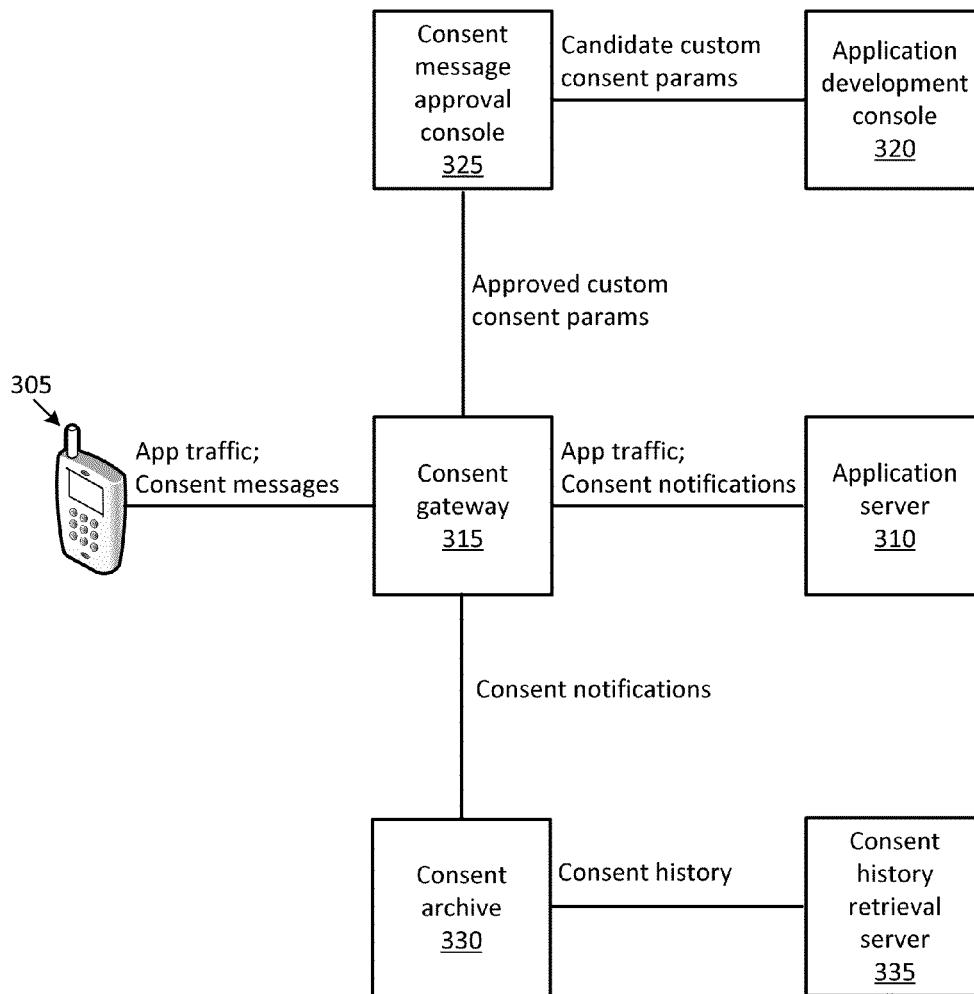 Consent
message
approval
console
325
Candidate custom
consent params
Application
development
console
320
Approved custom
consent params
305
App traffic;
Consent messages
Consent
gateway
315
App traffic;
Consent notifications
Application
server
310
Consent notifications
Consent
archive
330
Consent history
Consent
history
retrieval
server
335